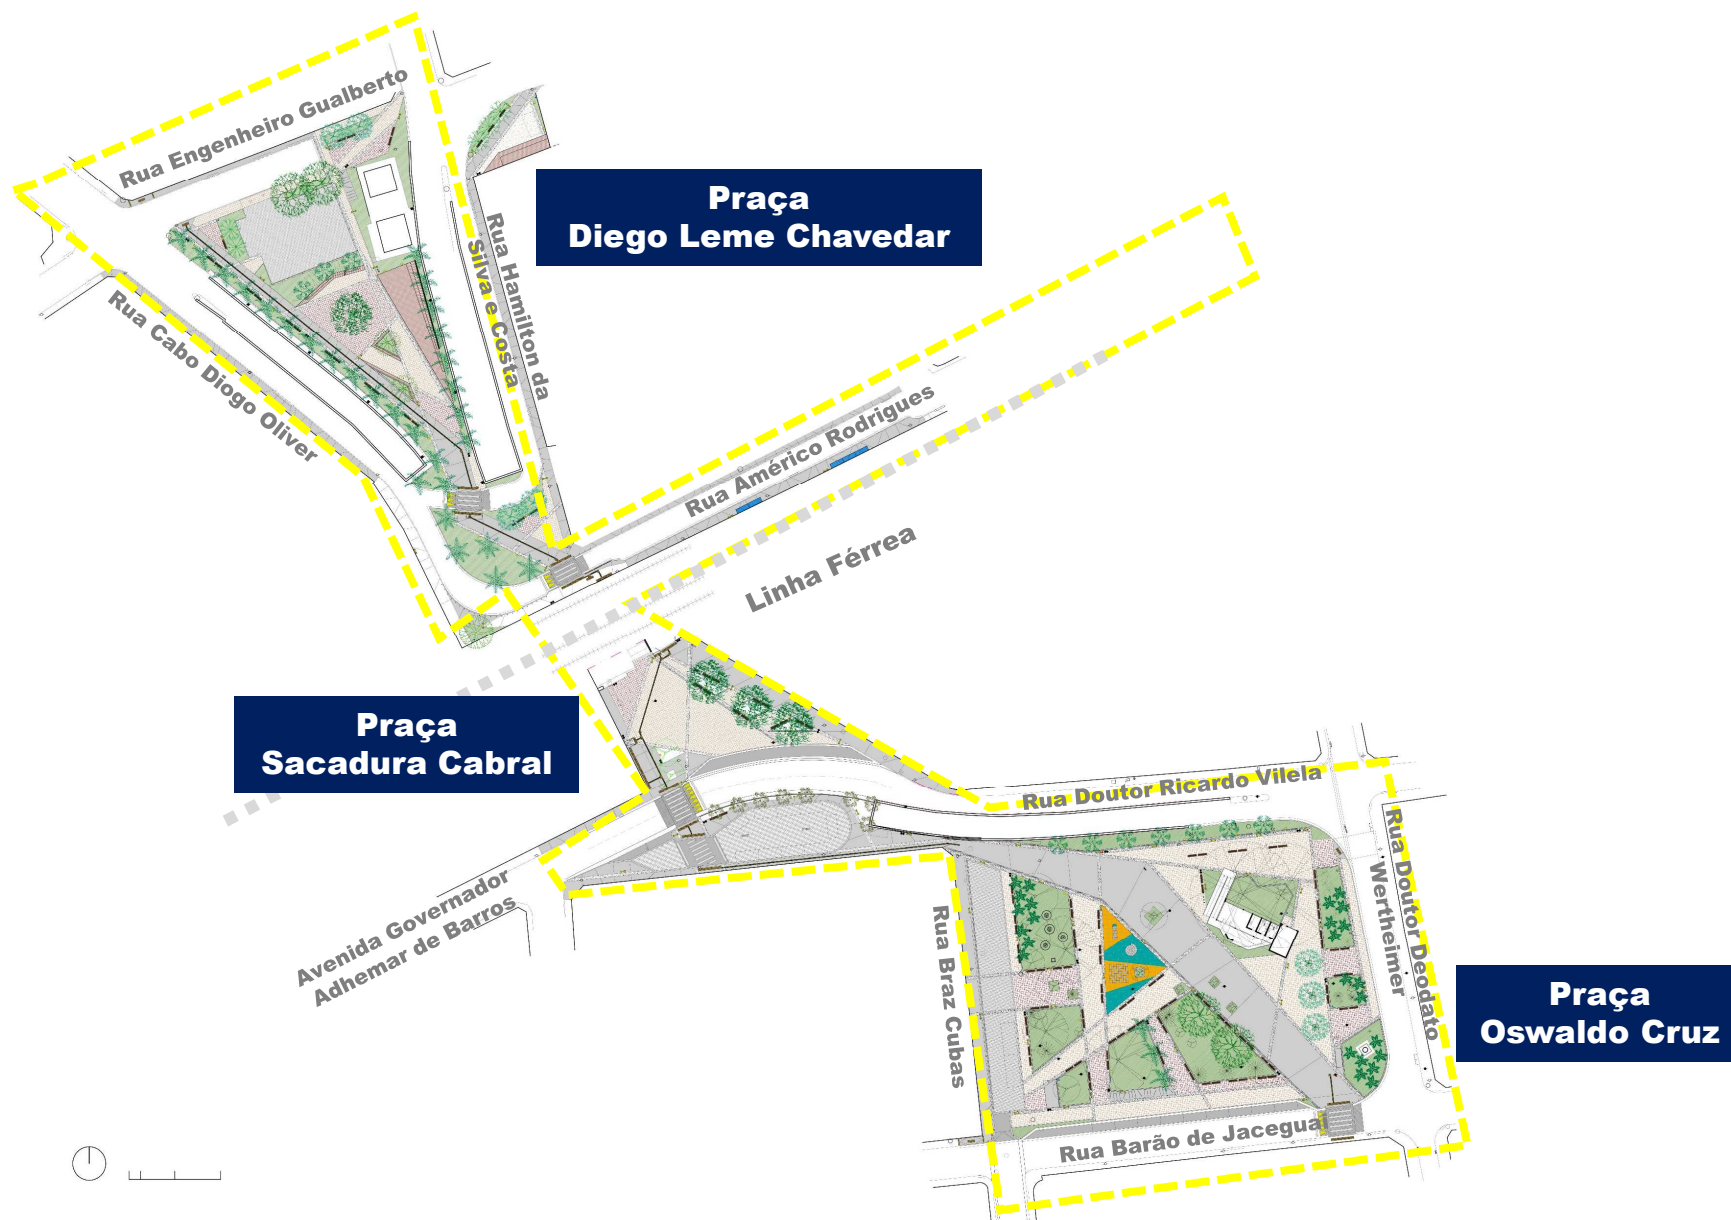 Rua Engenheiro Gualberto
Praça
Diego Leme Chavedar
Rua Hamilton da
Silva e Costa
Rua Cabo Diogo Oliver
Rua Américo Rodrigues
Linha Férrea
Praça
Sacadura Cabral
Rua Doutor Ricardo Vilela
Rua Doutor Deodato
Wertheimer
Avenida Governador
Adhemar de Barros
Rua Braz Cubas
Praça
Oswaldo Cruz
Rua Barão de Jaceguai